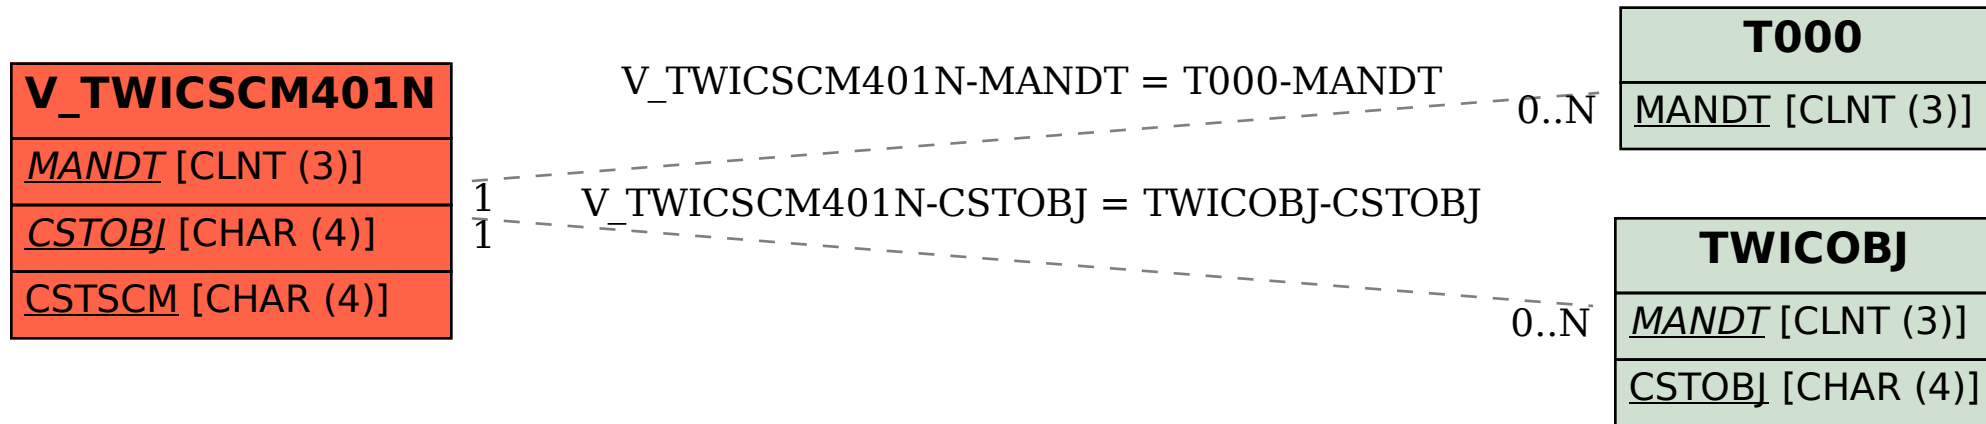 V_TWICSCM401N
MANDT [CLNT (3)]
CSTOBJ [CHAR (4)]
CSTSCM [CHAR (4)]
V_TWICSCM401N-MANDT = T000-MANDT
0..N
1
V_TWICSCM401N-CSTOBJ = TWICOBJ-CSTOBJ
1
0..N
T000
MANDT [CLNT (3)]
TWICOBJ
MANDT [CLNT (3)]
CSTOBJ [CHAR (4)]